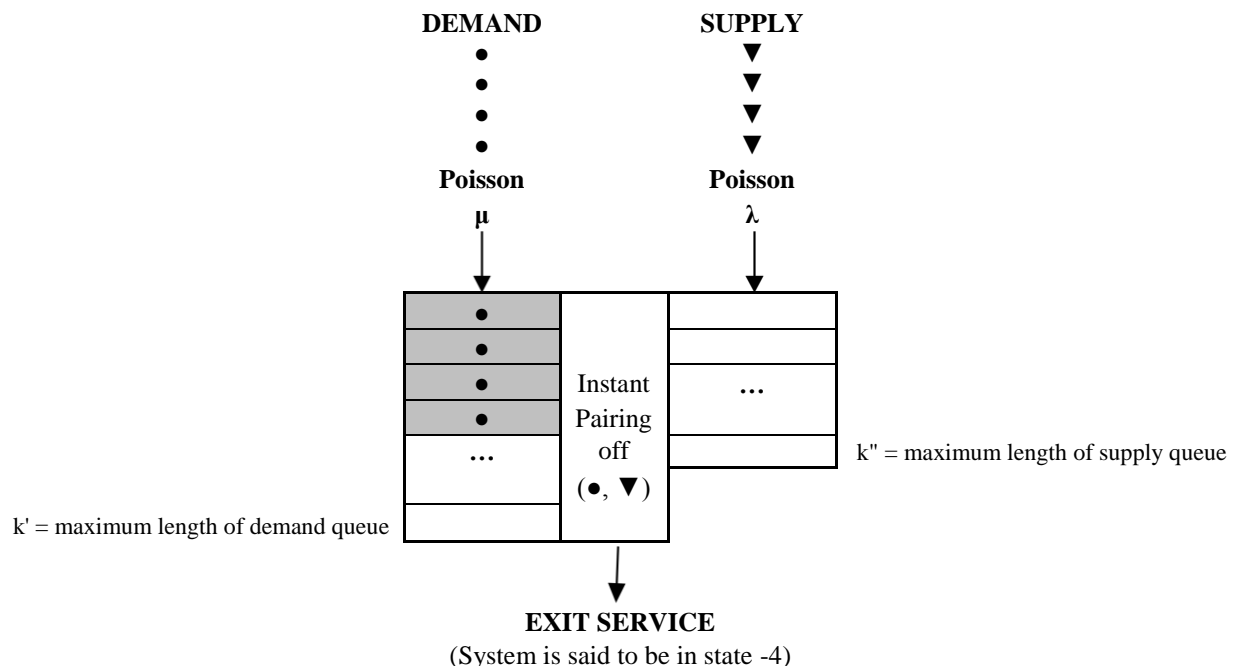 DEMAND SUPPLY
● ▼
● ▼
● ▼
● ▼
Poisson Poisson
μ λ
●
●
● Instant ...
● Pairing
... off
k" = maximum length of supply queue
(●, ▼)
k' = maximum length of demand queue
EXIT SERVICE
(System is said to be in state -4)